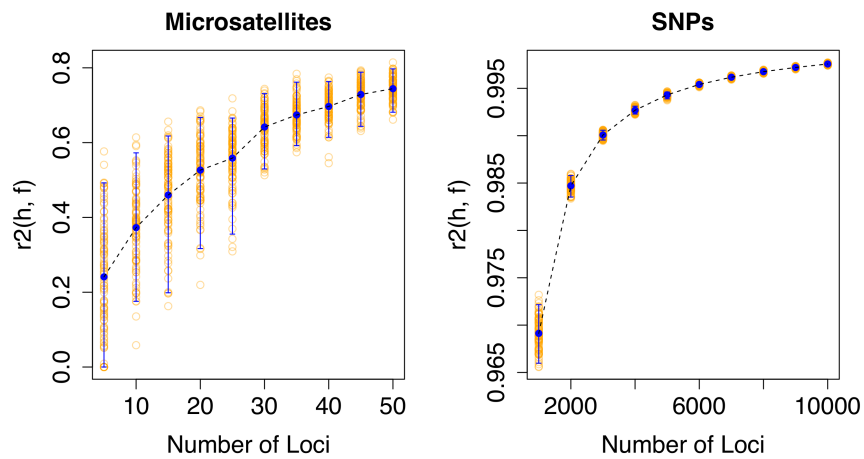 Microsatellites
r2(h, f)
0.8
0.6
0.4
0.2
0.0
10 20 30 40 50
Number of Loci
SNPs
r2(h, f)
0.995
0.985
0.975
0.965
2000 6000 10000
Number of Loci